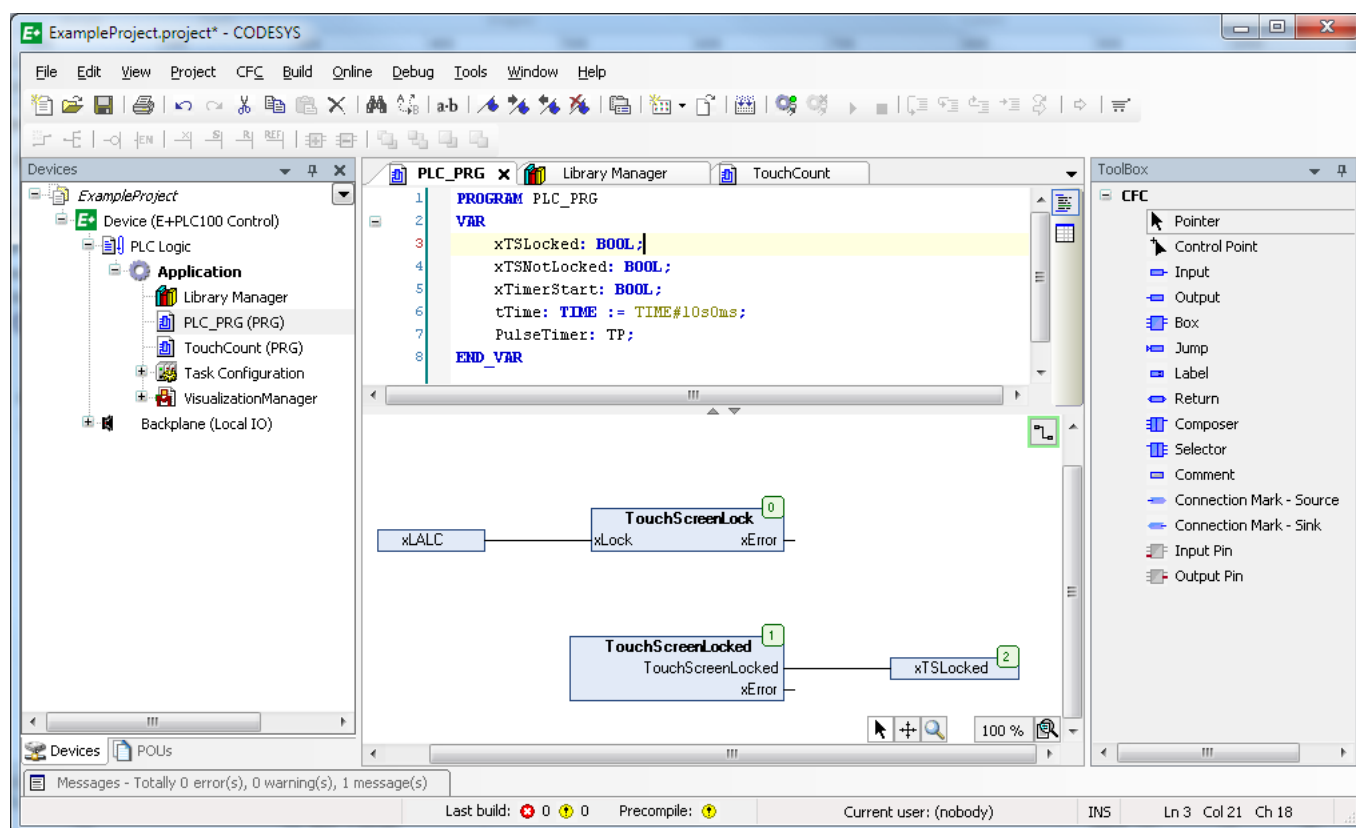 ExampleProject.project* - CODESYS
File Edit View Project CFC Build Online Debug Tools Window Help
Devices
ExampleProject
Device (E+PLC100 Control)
PLC Logic
Application
Library Manager
PLC_PRG (PRG)
TouchCount (PRG)
Task Configuration
VisualizationManager
Backplane (Local IO)
Devices POUs
PLC_PRG Library Manager TouchCount
1 PROGRAM PLC_PRG
2 VAR
3 xTSLocked: BOOL;
4 xTSNotLocked: BOOL;
5 xTimerStart: BOOL;
6 tTime: TIME := TIME#10s0ms;
7 PulseTimer: TP;
8 END_VAR
TouchScreenLock 0
xLALC xLock xError
TouchScreenLocked 1
TouchScreenLocked xTSLocked 2
xError
100 %
ToolBox
CFC
Pointer
Control Point
Input
Output
Box
Jump
Label
Return
Composer
Selector
Comment
Connection Mark - Source
Connection Mark - Sink
Input Pin
Output Pin
Messages - Totally 0 error(s), 0 warning(s), 1 message(s)
Last build: 0 0 Precompile: Current user: (nobody) INS Ln 3 Col 21 Ch 18